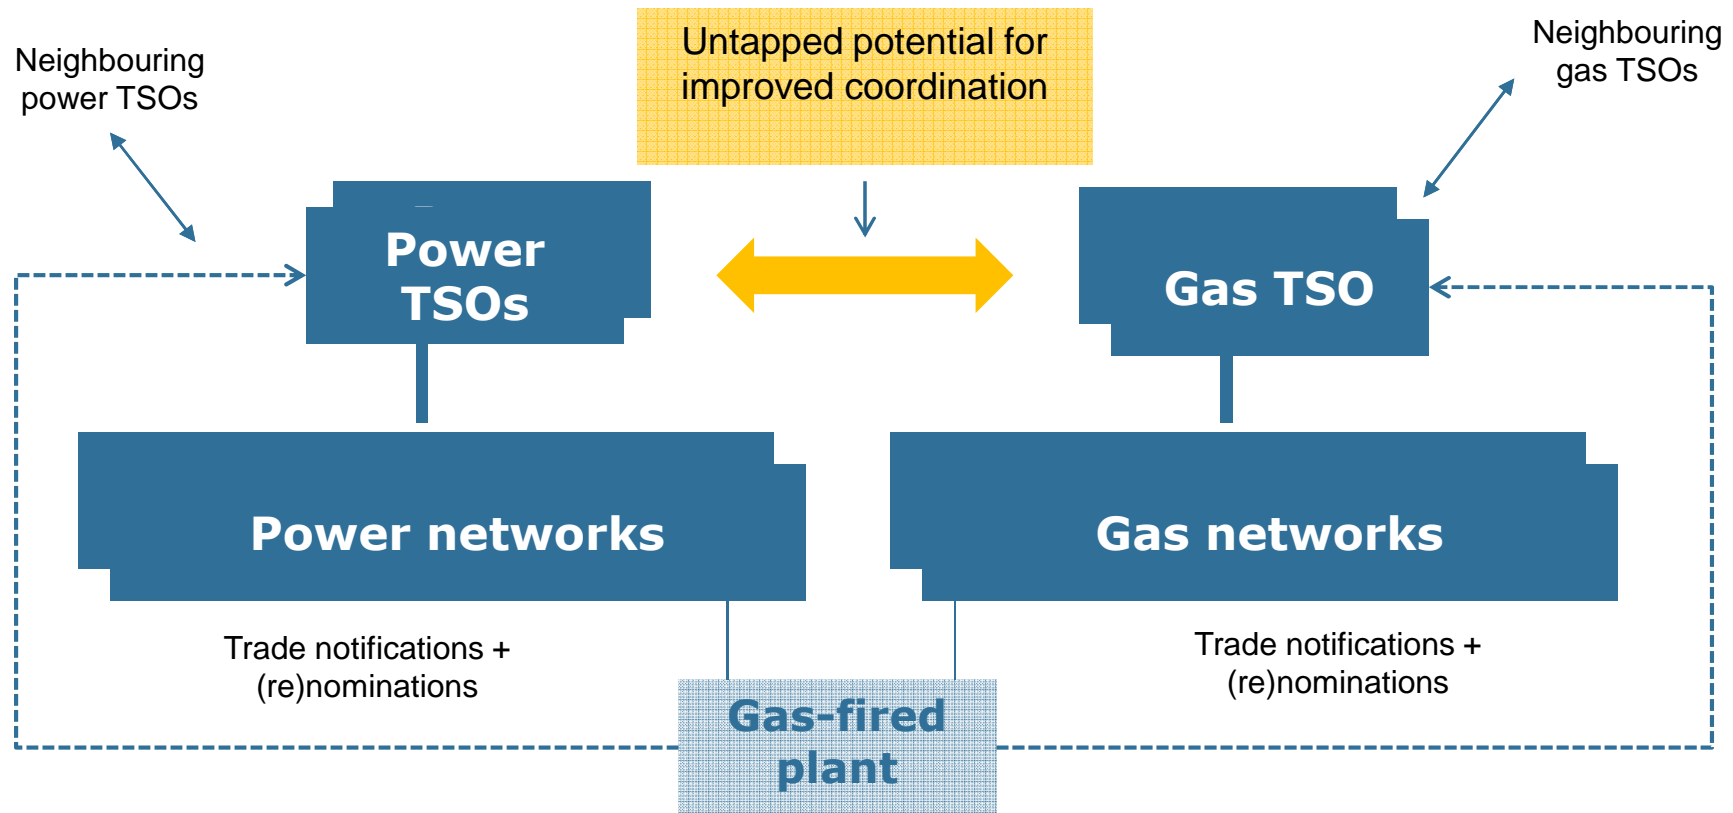 Neighbouring
power TSOs
Untapped potential for
improved coordination
Neighbouring
gas TSOs
Power
TSOs
Gas TSO
Power networks
Gas networks
Trade notifications +
(re)nominations
Trade notifications +
(re)nominations
Gas-fired
plant